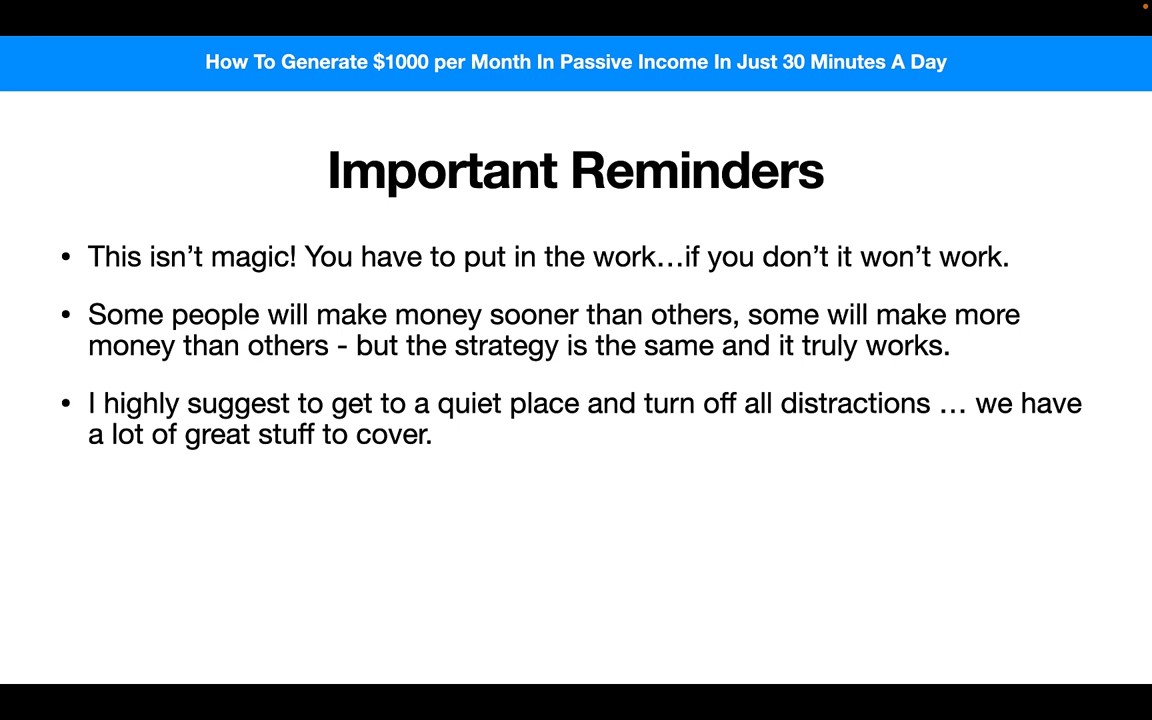 How To Generate $1000 per Month In Passive Income In Just 30 Minutes A Day
Important Reminders
• This isn’t magic! You have to put in the work…if you don’t it won’t work.
• Some people will make money sooner than others, some will make more
money than others - but the strategy is the same and it truly works.
• I highly suggest to get to a quiet place and turn off all distractions … we have
a lot of great stuff to cover.